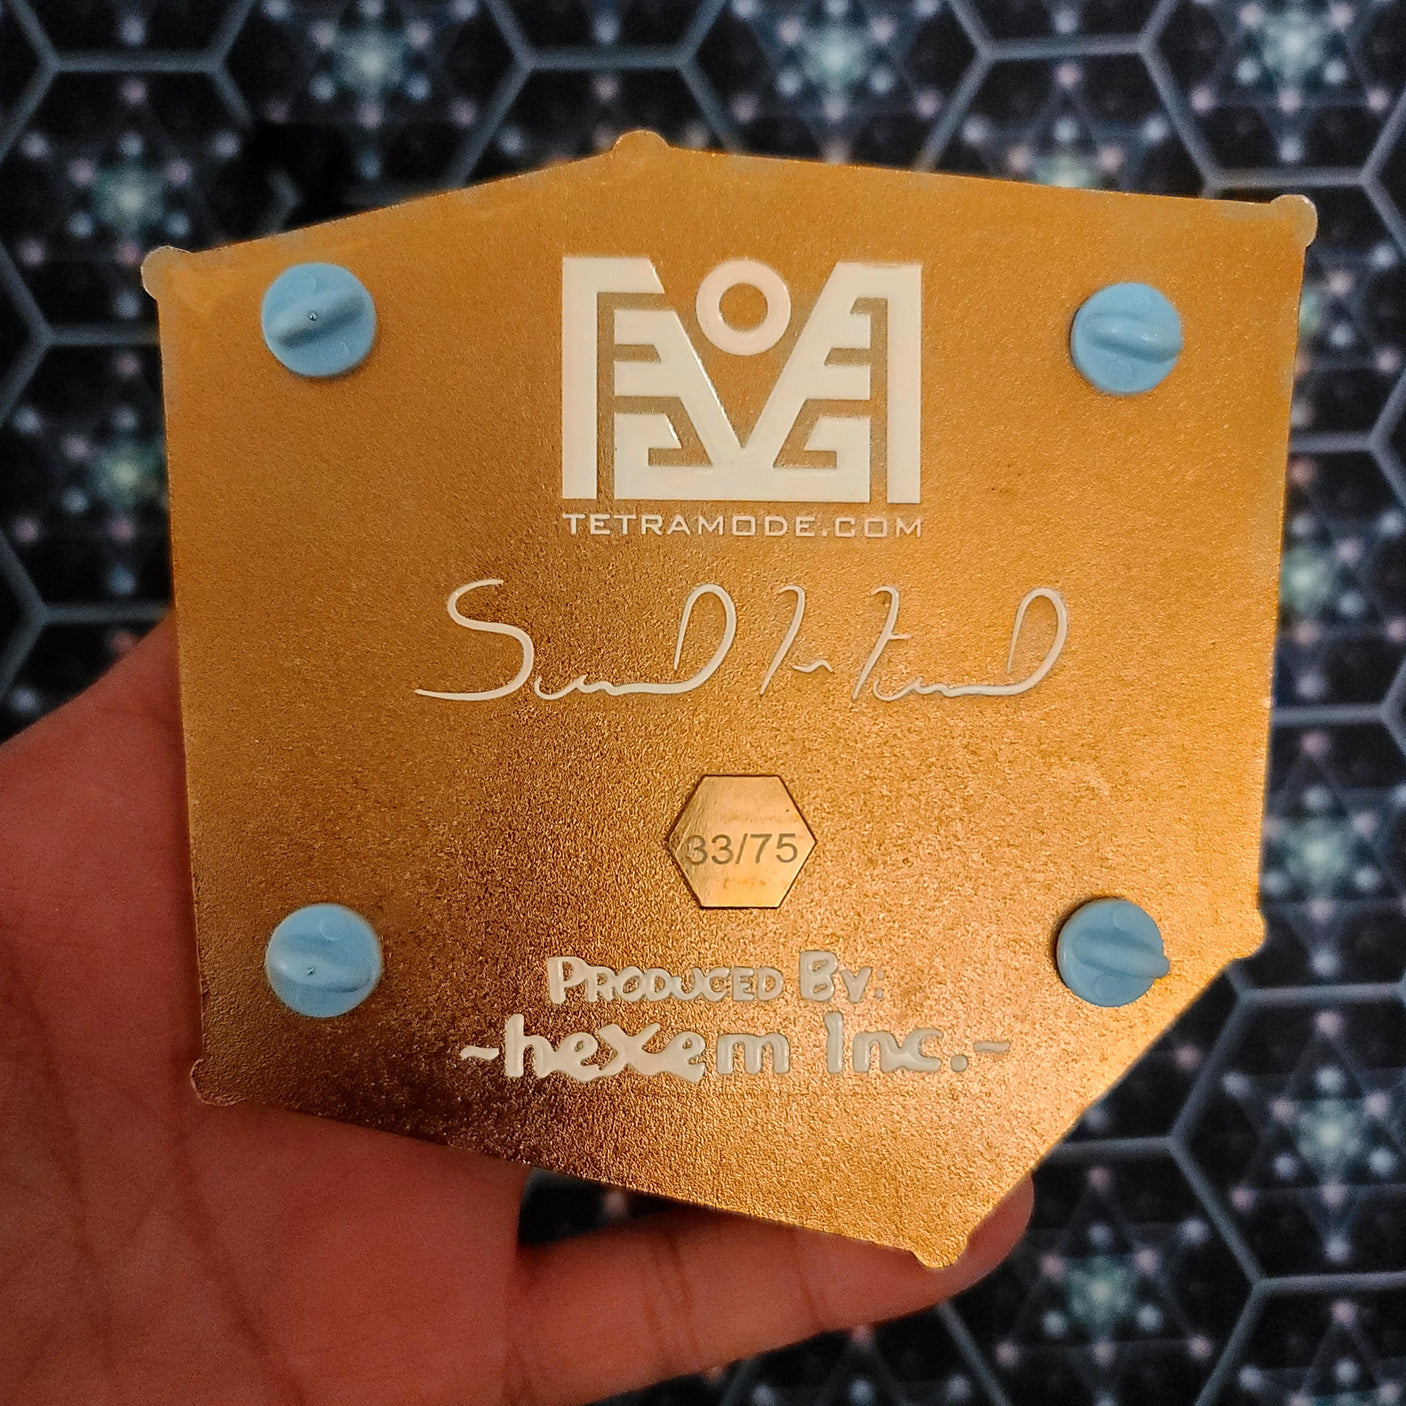 TETRAMODE.COM
33/75
PRODUCED BY:
~hexem Inc.~